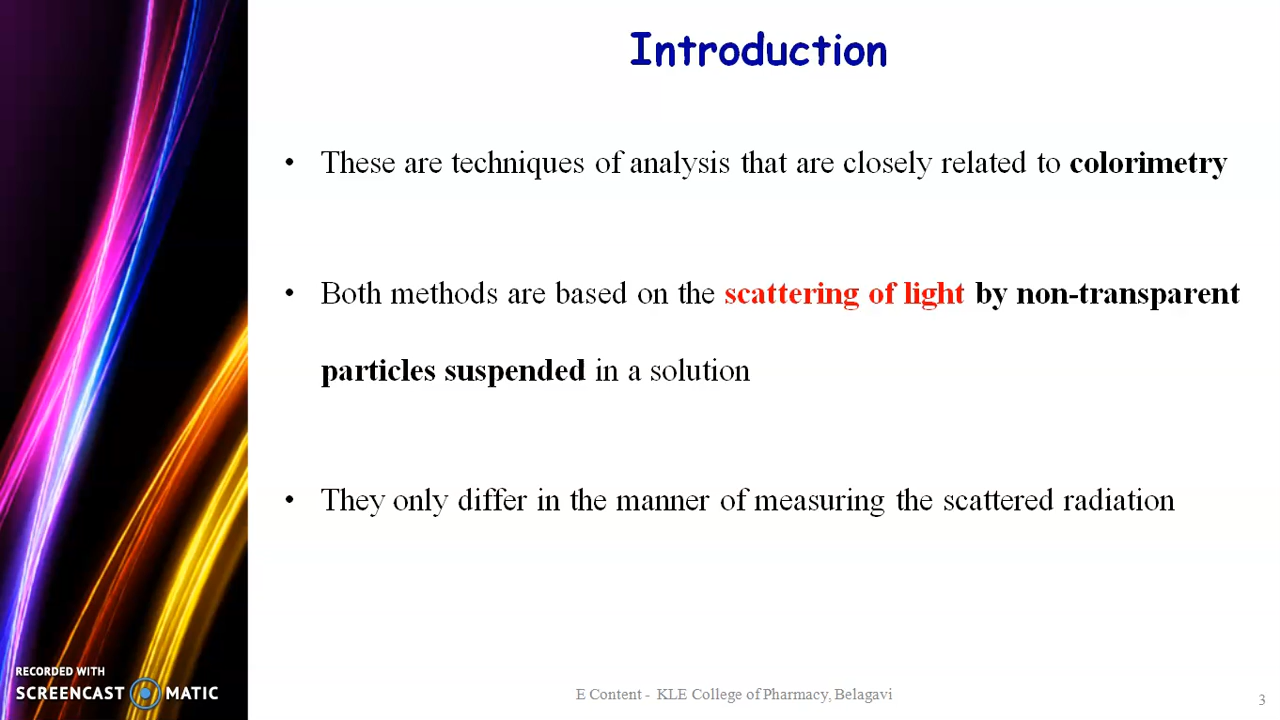 Introduction
• These are techniques of analysis that are closely related to colorimetry
• Both methods are based on the scattering of light by non-transparent
particles suspended in a solution
• They only differ in the manner of measuring the scattered radiation
RECORDED WITH
SCREENCAST MATIC
E Content - KLE College of Pharmacy, Belagavi
3